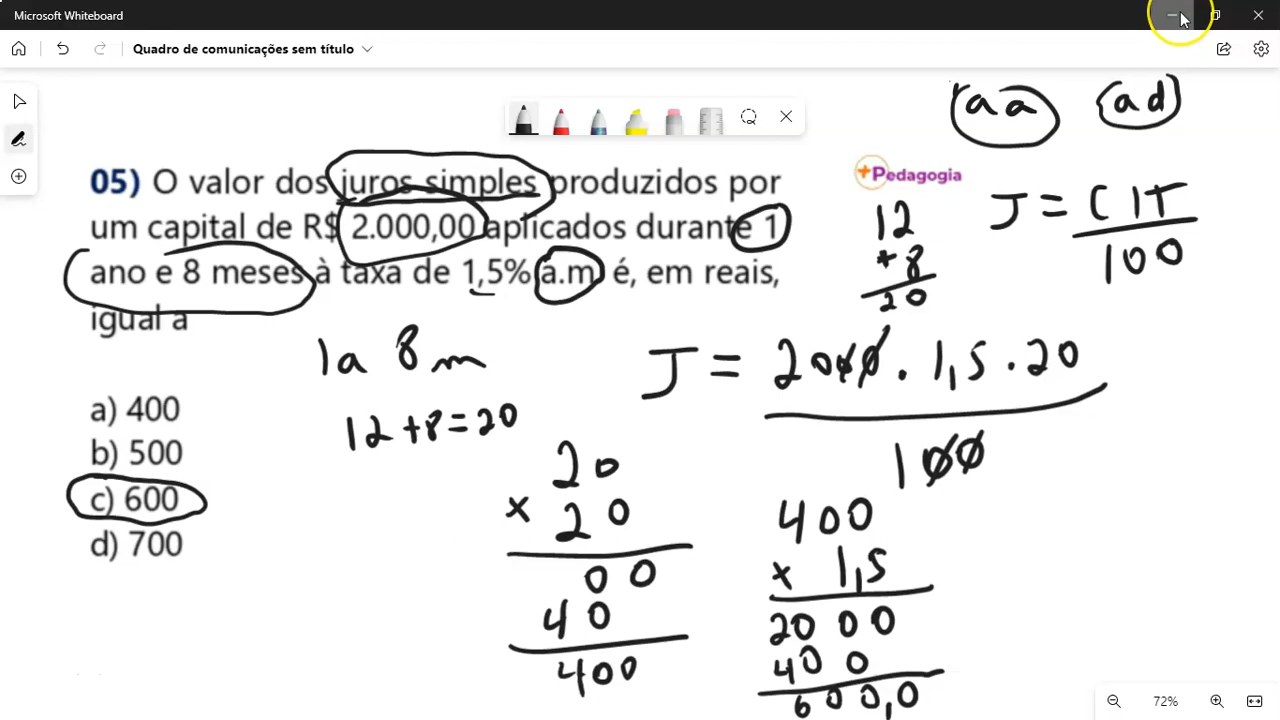 Microsoft Whiteboard
Quadro de comunicações sem título
aa ad
05) O valor dos juros simples produzidos por
um capital de R$ 2.000,00 aplicados durante 1
ano e 8 meses à taxa de 1,5% a.m é, em reais,
igual a
+Pedagogia
12
+8
20
J = CIT
100
1a 8m
12+8=20
J = 2000 . 1,5 . 20
100
a) 400
b) 500
c) 600
d) 700
20
x 20
00
40
400
400
x 1,5
2000
400
600,0
72%